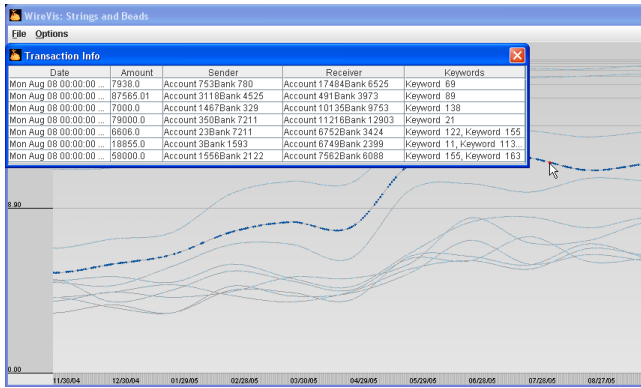 WireVis: Strings and Beads
File Options
Transaction Info
Date Amount Sender Receiver Keywords
Mon Aug 08 00:00:00 ... 7938.0 Account 753Bank 780 Account 17484Bank 6525 Keyword 69
Mon Aug 08 00:00:00 ... 87565.01 Account 3118Bank 4525 Account 491Bank 3973 Keyword 89
Mon Aug 08 00:00:00 ... 7000.0 Account 1467Bank 329 Account 10135Bank 9753 Keyword 138
Mon Aug 08 00:00:00 ... 79000.0 Account 350Bank 7211 Account 11216Bank 12903 Keyword 21
Mon Aug 08 00:00:00 ... 6606.0 Account 23Bank 7211 Account 6752Bank 3424 Keyword 122, Keyword 155
Mon Aug 08 00:00:00 ... 18855.0 Account 3Bank 1593 Account 6749Bank 2399 Keyword 11, Keyword 113...
Mon Aug 08 00:00:00 ... 58000.0 Account 1556Bank 2122 Account 7562Bank 6088 Keyword 155, Keyword 163
8.90
0.00
11/30/04 12/30/04 01/29/05 02/28/05 03/30/05 04/29/05 05/29/05 06/28/05 07/28/05 08/27/05